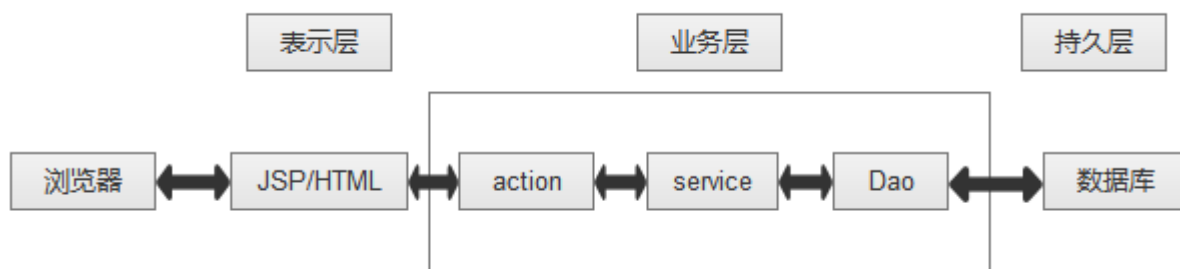 表示层 业务层 持久层
浏览器 JSP/HTML action service Dao 数据库